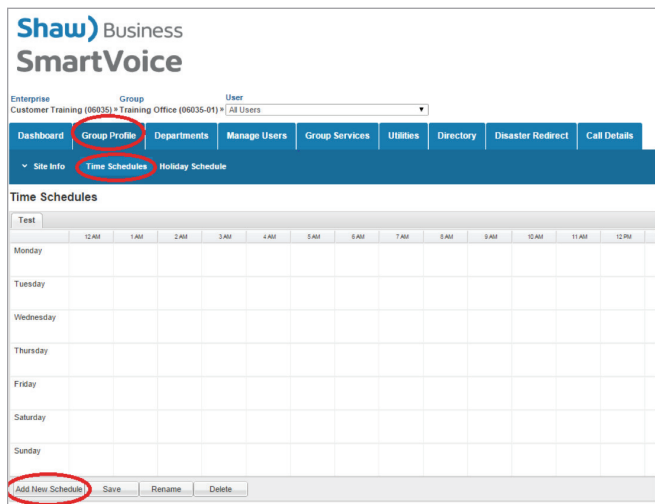 Shaw) Business
SmartVoice
Enterprise Group User
Customer Training (06035) » Training Office (06035-01) » All Users
Dashboard Group Profile Departments Manage Users Group Services Utilities Directory Disaster Redirect Call Details
Site Info Time Schedules Holiday Schedule
Time Schedules
Test
12 AM 1 AM 2 AM 3 AM 4 AM 5 AM 6 AM 7 AM 8 AM 9 AM 10 AM 11 AM 12 PM
Monday
Tuesday
Wednesday
Thursday
Friday
Saturday
Sunday
Add New Schedule Save Rename Delete